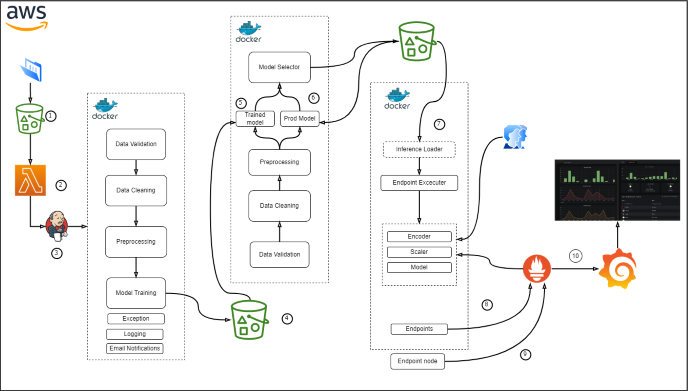 aws
docker
Model Selector
5
6
Trained
model
Prod Model
Preprocessing
Data Cleaning
Data Validation
1
2
3
docker
Data Validation
Data Cleaning
Preprocessing
Model Training
Exception
Logging
Email Notifications
4
docker
7
Inference Loader
Endpoint Excecuter
Encoder
Scaler
Model
Endpoints
Endpoint node
8
9
10